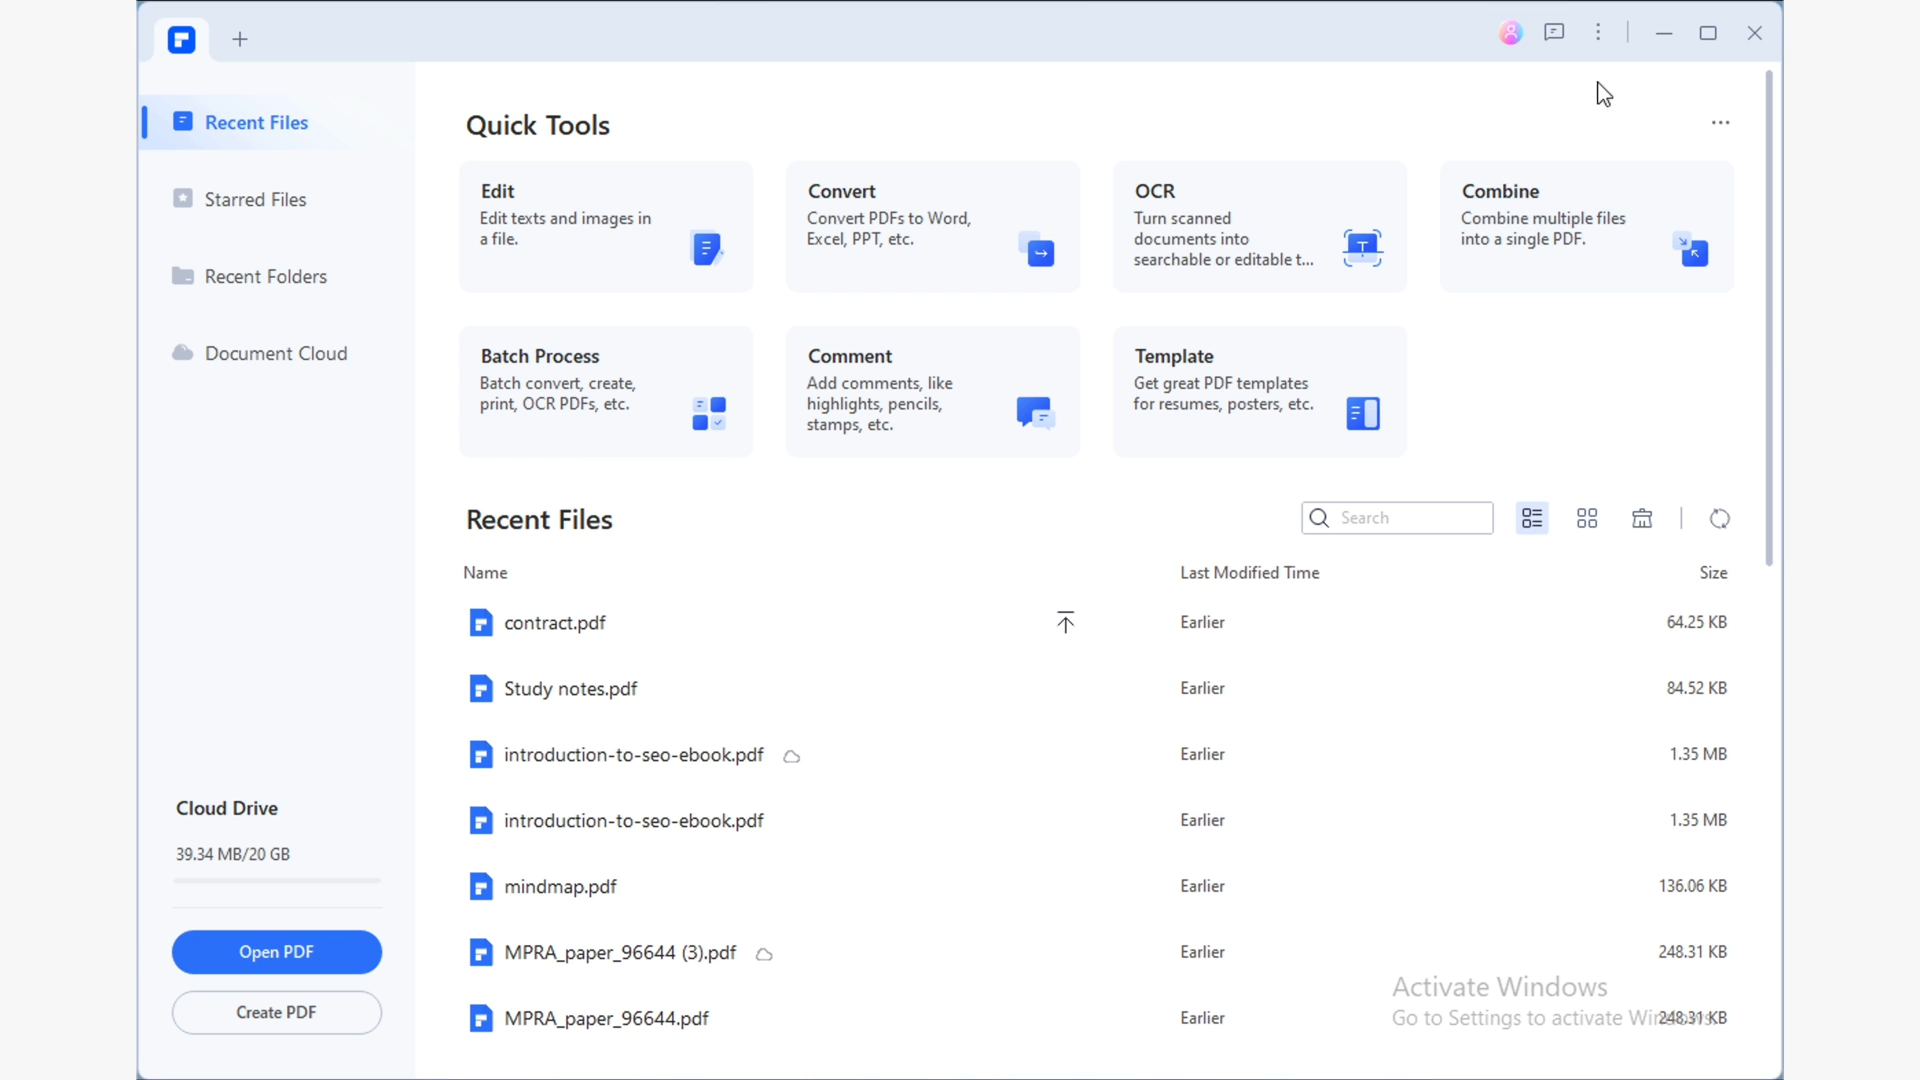 Recent Files
Starred Files
Recent Folders
Document Cloud
Cloud Drive
39.34 MB/20 GB
Open PDF
Create PDF
Quick Tools
Edit
Edit texts and images in
a file.
Convert
Convert PDFs to Word,
Excel, PPT, etc.
OCR
Turn scanned
documents into
searchable or editable t...
Combine
Combine multiple files
into a single PDF.
Batch Process
Batch convert, create,
print, OCR PDFs, etc.
Comment
Add comments, like
highlights, pencils,
stamps, etc.
Template
Get great PDF templates
for resumes, posters, etc.
Recent Files
Search
Name Last Modified Time Size
contract.pdf Earlier 64.25 KB
Study notes.pdf Earlier 84.52 KB
introduction-to-seo-ebook.pdf Earlier 1.35 MB
introduction-to-seo-ebook.pdf Earlier 1.35 MB
mindmap.pdf Earlier 136.06 KB
MPRA_paper_96644 (3).pdf Earlier 248.31 KB
MPRA_paper_96644.pdf Earlier 248.31 KB
Activate Windows
Go to Settings to activate